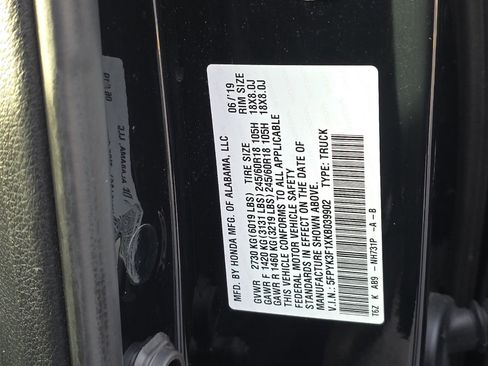 MFD. BY HONDA MFG. OF ALABAMA, LLC 06/'19
GVWR 2730 KG(6019 LBS) TIRE SIZE RIM SIZE
GAWR F 1420 KG(3131 LBS) 245/60R18 105H 18X8.0J
GAWR R 1460 KG(3219 LBS) 245/60R18 105H 18X8.0J
THIS VEHICLE CONFORMS TO ALL APPLICABLE
FEDERAL MOTOR VEHICLE SAFETY
STANDARDS IN EFFECT ON THE DATE OF
MANUFACTURE SHOWN ABOVE.
V.I.N.: 5FPYK3F1XKB039902 TYPE: TRUCK
T6Z K AB9 - NH731P -A -B